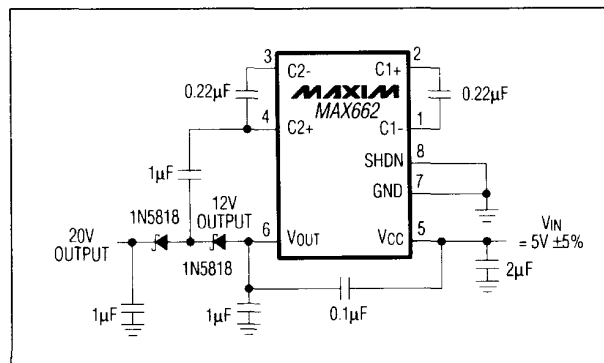 3
2
C2-
C1+
0.22μF
MAXIM
MAX662
0.22μF
4
C2+
C1-
1
SHDN
8
1μF
GND
7
12V
OUTPUT
1N5818
20V
OUTPUT
6
VOUT
VCC
5
VIN
= 5V ±5%
1N5818
2μF
1μF
1μF
0.1μF